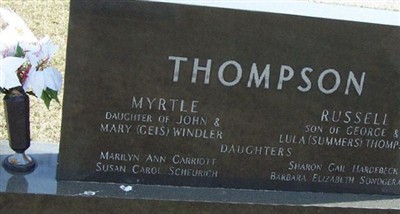 THOMPSON
MYRTLE
DAUGHTER OF JOHN &
MARY (GEIS) WINDLER
RUSSELL
SON OF GEORGE &
LULA (SUMMERS) THOMP
DAUGHTERS
MARILYN ANN GARRIOTT
SUSAN CAROL SCHEURICH
SHARON GAIL HARDEBECK
BARBARA ELIZABETH